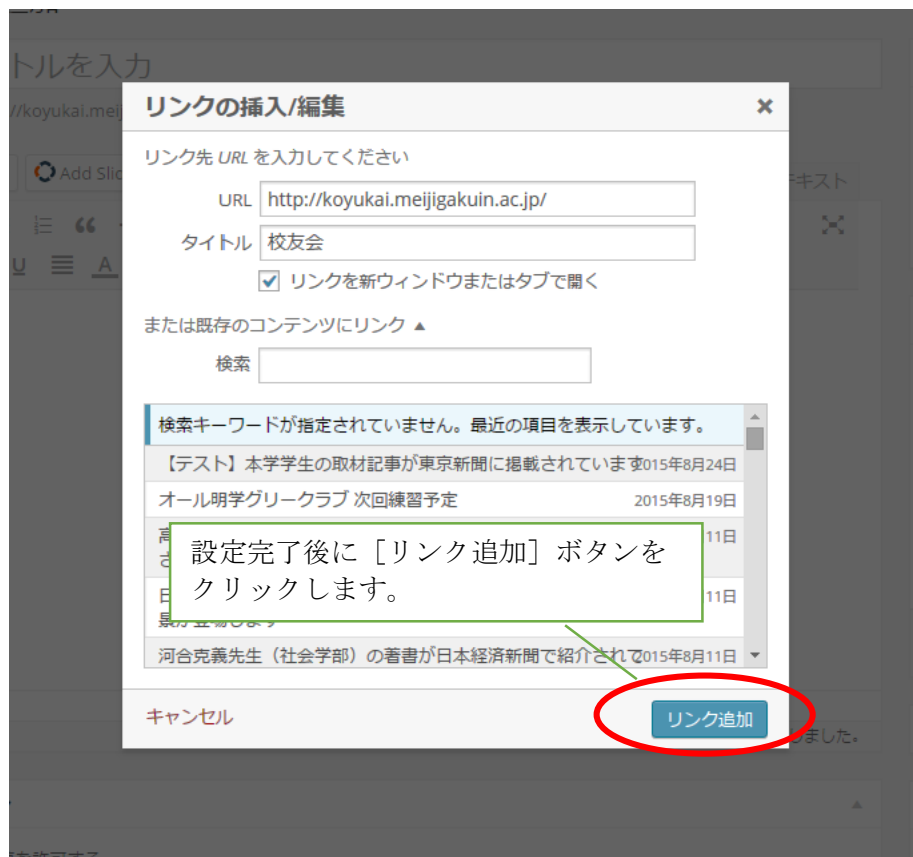 トルを入力
リンクの挿入/編集
//koyukai.mei
リンク先 URL を入力してください
Add Slid
テキスト
URL http://koyukai.meijigakuin.ac.jp/
タイトル 校友会
リンクを新ウィンドウまたはタブで開く
または既存のコンテンツにリンク ▲
検索
検索キーワードが指定されていません。最近の項目を表示しています。
【テスト】本学学生の取材記事が東京新聞に掲載されています 2015年8月24日
オール明学グリークラブ 次回練習予定 2015年8月19日
11日
設定完了後に［リンク追加］ボタンを
クリックします。
11日
河合克義先生（社会学部）の著書が日本経済新聞で紹介されて 2015年8月11日
キャンセル
リンク追加
ました。